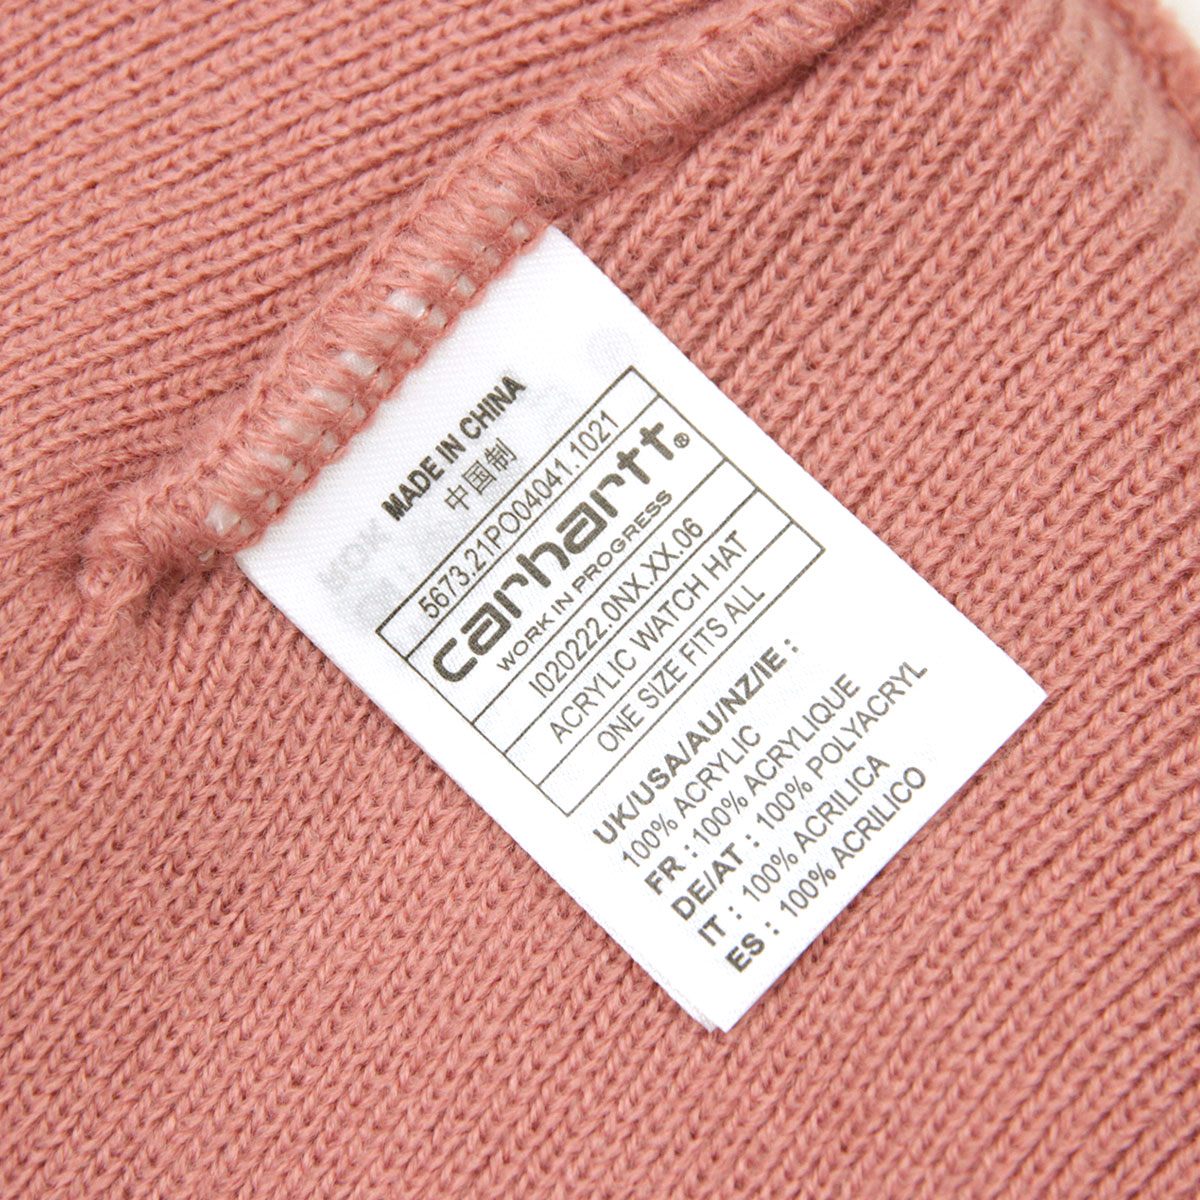 MADE IN CHINA
中国制
5673.21PO04041.1021
carhartt®
WORK IN PROGRESS
I020222.0NX.XX.06
ACRYLIC WATCH HAT
ONE SIZE FITS ALL
UK/USA/AU/NZ/IE :
100% ACRYLIC
FR : 100% ACRYLIQUE
DE/AT : 100% POLYACRYL
IT : 100% ACRILICA
ES : 100% ACRILICO